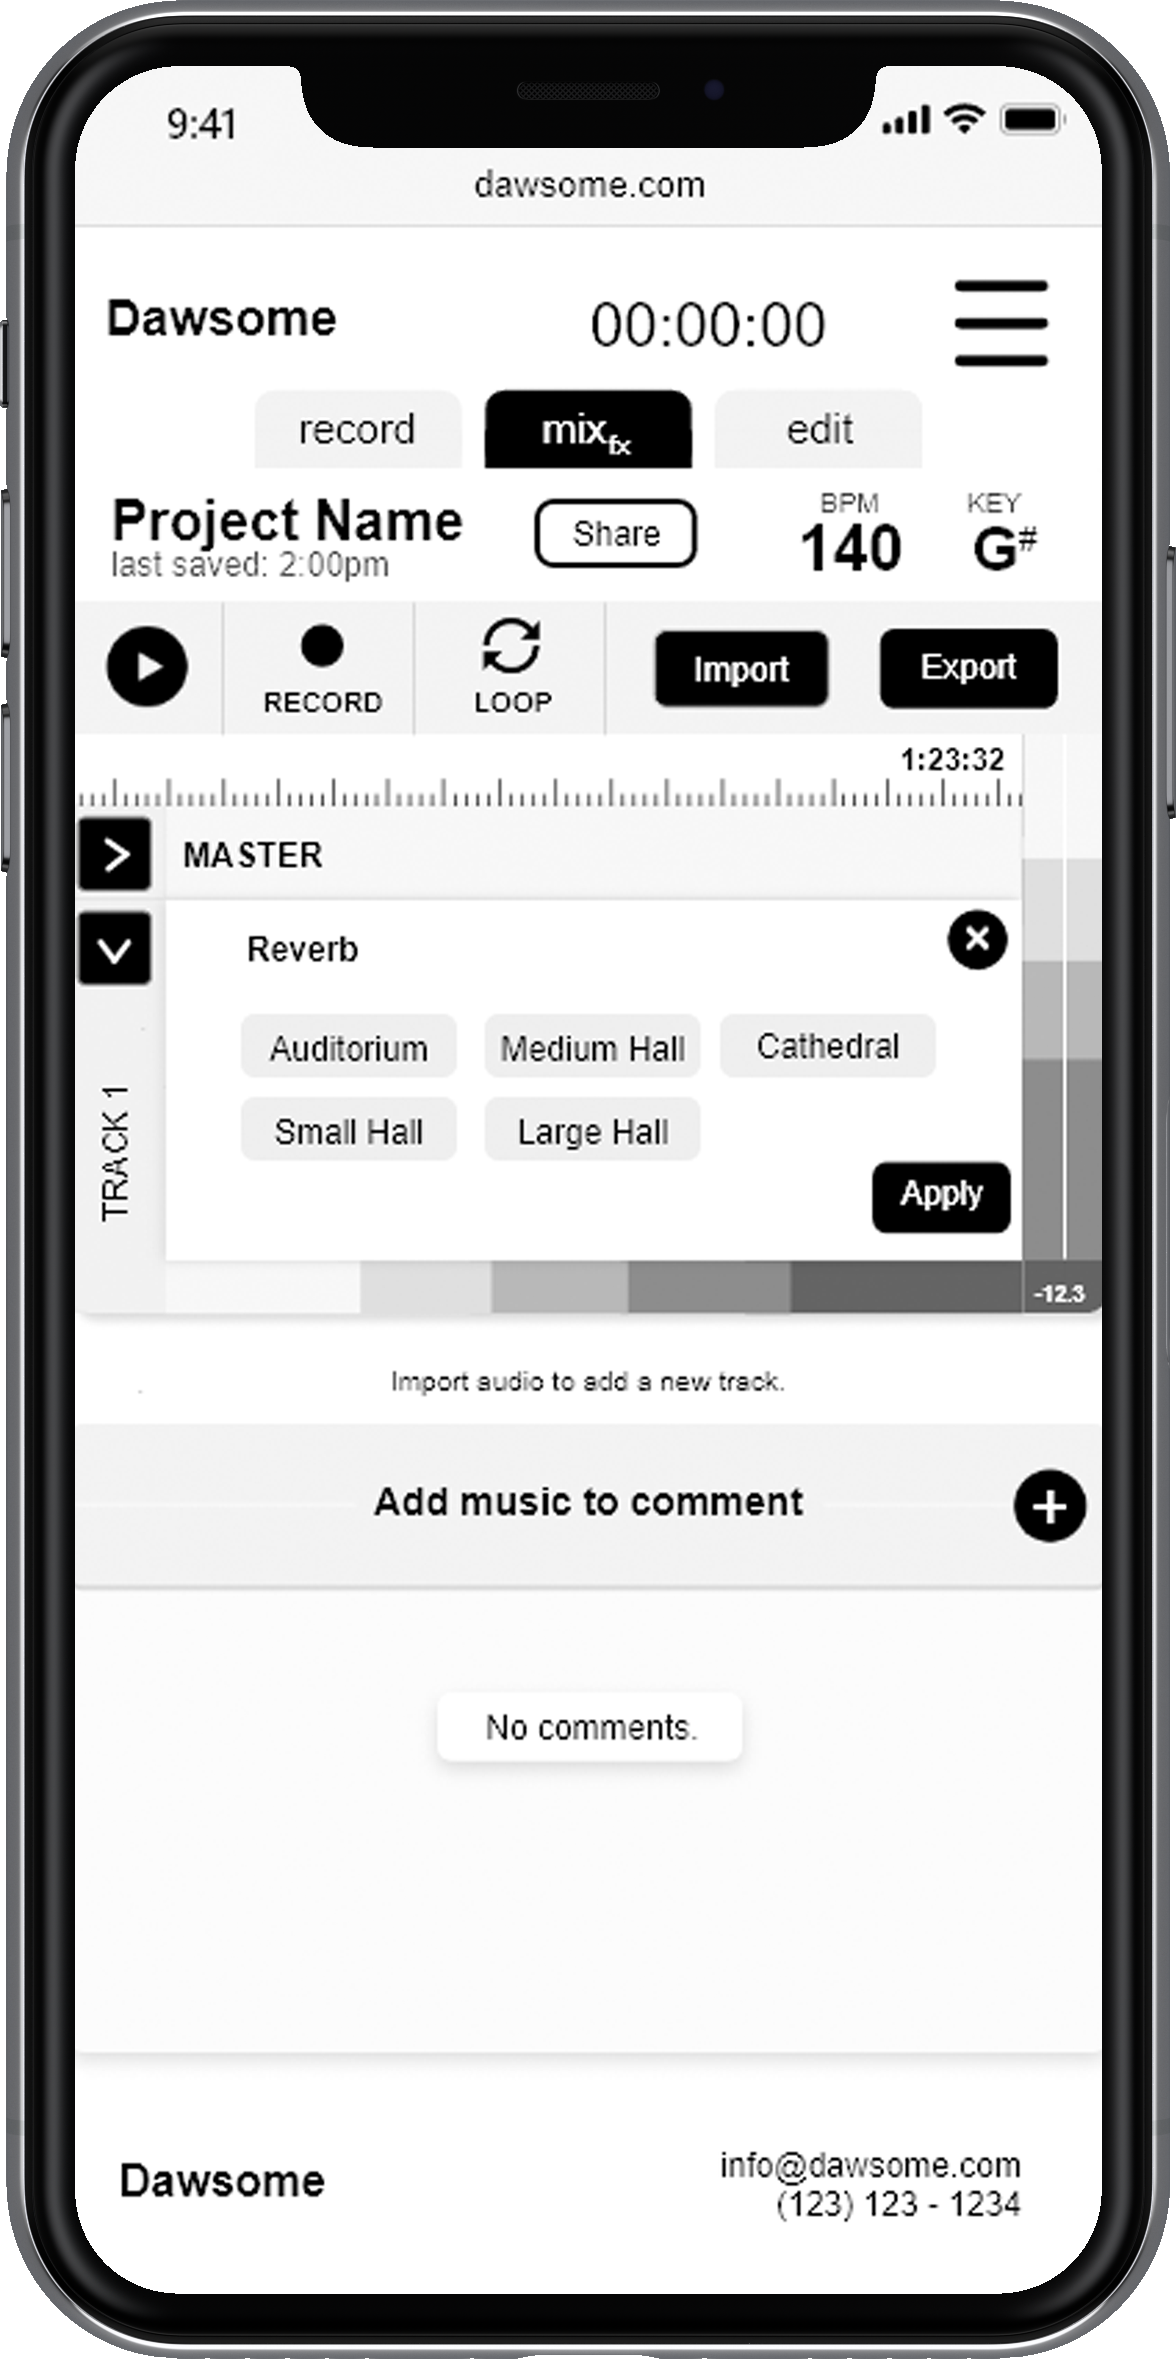 9:41
dawsome.com
Dawsome 00:00:00
record mixfx edit
Project Name Share BPM KEY
last saved: 2:00pm 140 G#
RECORD LOOP Import Export
1:23:32
MASTER
Reverb
Auditorium Medium Hall Cathedral
Small Hall Large Hall
TRACK 1
Apply
-12.3
Import audio to add a new track.
Add music to comment
No comments.
Dawsome info@dawsome.com
(123) 123 - 1234